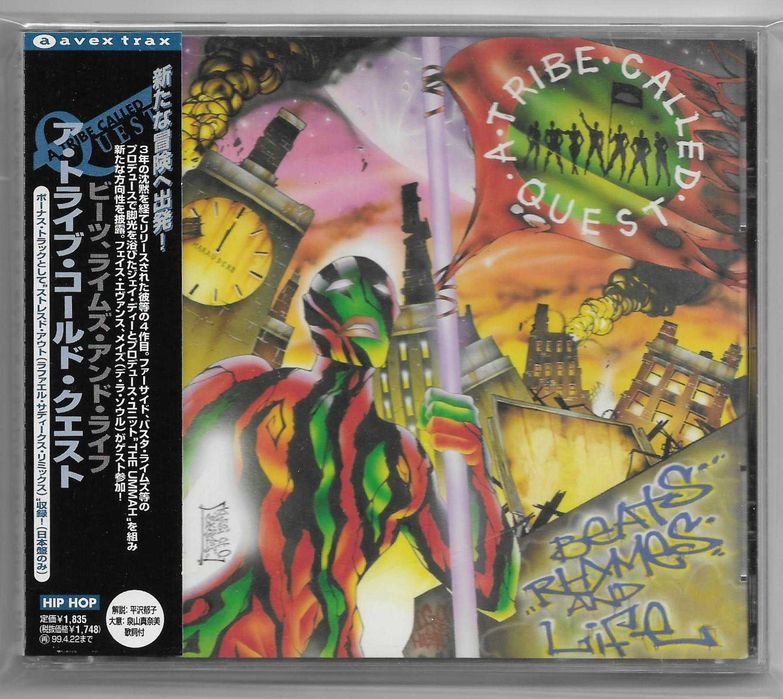 a avex trax
新たな冒険へ出発！
A TRIBE CALLED
QUEST
3年の沈黙を経てリリースされた彼等の4作目。ファーサイド、バスタ・ライムズ等の
プロデュースで脚光を浴びたジェイ・ディーとプロデュース・ユニット"THE UMMAH"を組み
新たな方向性を披露。フェイス・エヴァンス、メイズ（デ・ラ・ソウル）がゲスト参加！
ビーツ、ライムズ・アンド・ライフ
ア・トライブ・コールド・クエスト
ボーナス・トラックとして"ストレスド・アウト（ラファエル・サディークス・リミックス）"収録！（日本盤のみ）
HIP HOP
定価¥1,835
(税抜価格¥1,748)
再 99.4.22まで
解説：平沢郁子
大意：泉山真奈美
歌詞付
A・TRIBE・CALLED・
QUEST
BEATS
RHYMES
AND
LIFE